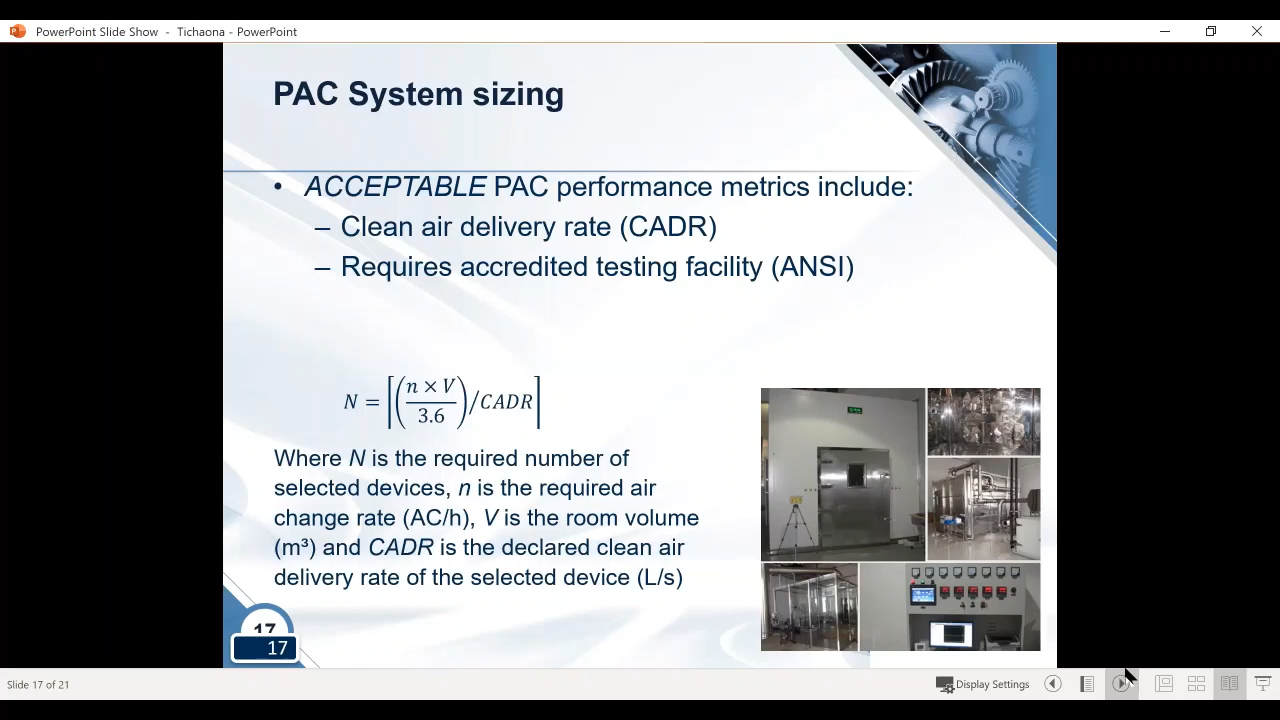 PowerPoint Slide Show - Tichaona - PowerPoint
PAC System sizing
• ACCEPTABLE PAC performance metrics include:
– Clean air delivery rate (CADR)
– Requires accredited testing facility (ANSI)
N = ⌈(n × V / 3.6) / CADR⌉
Where N is the required number of
selected devices, n is the required air
change rate (AC/h), V is the room volume
(m³) and CADR is the declared clean air
delivery rate of the selected device (L/s)
17
17
Slide 17 of 21
Display Settings